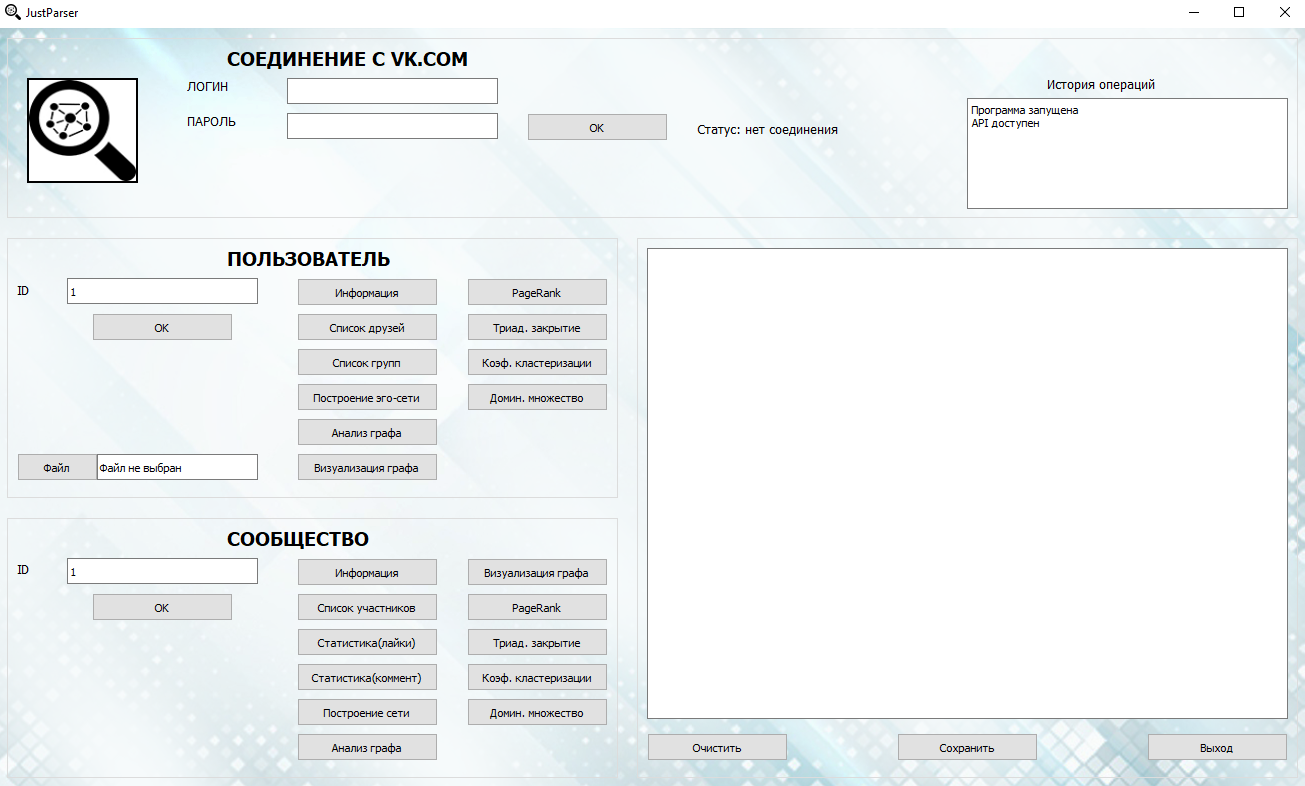 JustParser
СОЕДИНЕНИЕ С VK.COM
ЛОГИН
ПАРОЛЬ
OK
Статус: нет соединения
История операций
Программа запущена
API доступен
ПОЛЬЗОВАТЕЛЬ
ID
1
OK
Файл
Файл не выбран
Информация
Список друзей
Список групп
Построение эго-сети
Анализ графа
Визуализация графа
PageRank
Триад. закрытие
Коэф. кластеризации
Домин. множество
СООБЩЕСТВО
ID
1
OK
Информация
Список участников
Статистика(лайки)
Статистика(коммент)
Построение сети
Анализ графа
Визуализация графа
PageRank
Триад. закрытие
Коэф. кластеризации
Домин. множество
Очистить
Сохранить
Выход